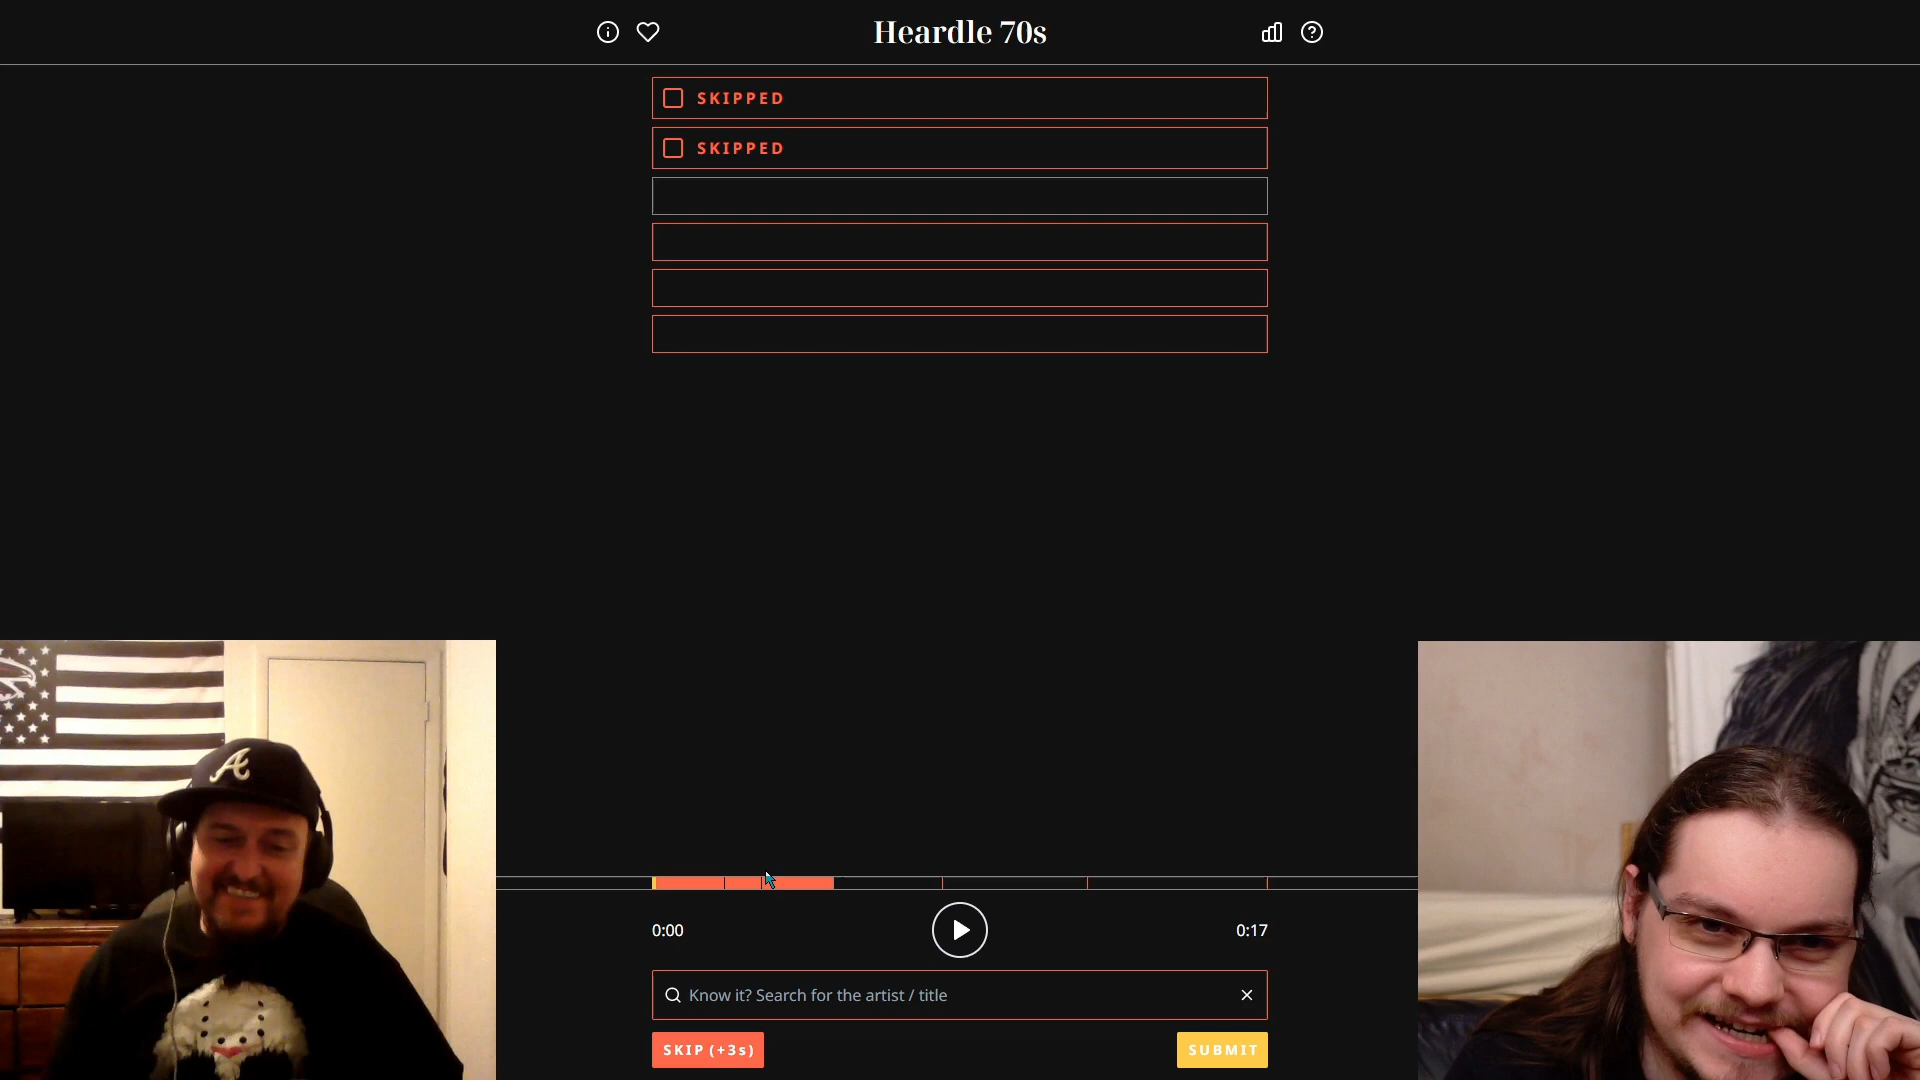 Heardle 70s
SKIPPED
SKIPPED
A
0:00
0:17
Know it? Search for the artist / title
SKIP (+3s)
SUBMIT